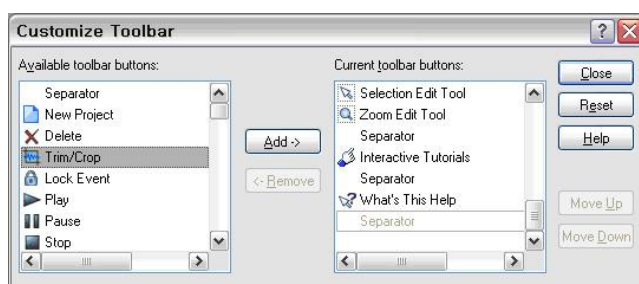 Customize Toolbar
Available toolbar buttons:
Separator
New Project
Delete
Trim/Crop
Lock Event
Play
Pause
Stop
Add ->
<- Remove
Current toolbar buttons:
Selection Edit Tool
Zoom Edit Tool
Separator
Interactive Tutorials
Separator
What's This Help
Separator
Close
Reset
Help
Move Up
Move Down